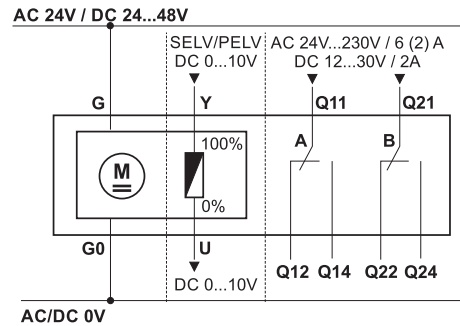 AC 24V / DC 24...48V
SELV/PELV
DC 0...10V
AC 24V...230V / 6 (2) A
DC 12...30V / 2A
G
Y
Q11
Q21
100%
A
B
M
0%
G0
U
Q12
Q14
Q22
Q24
DC 0...10V
AC/DC 0V